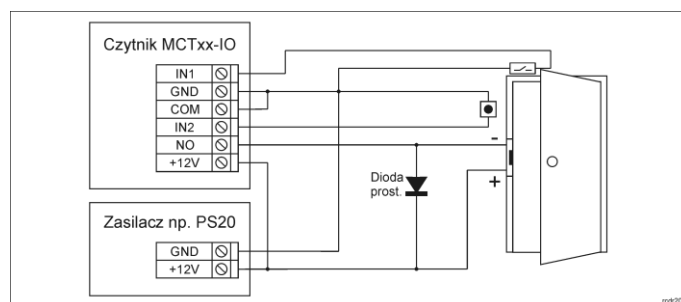 Czytnik MCTxx-IO
IN1
GND
COM
IN2
NO
+12V
-
+
Dioda
prost.
Zasilacz np. PS20
GND
+12V